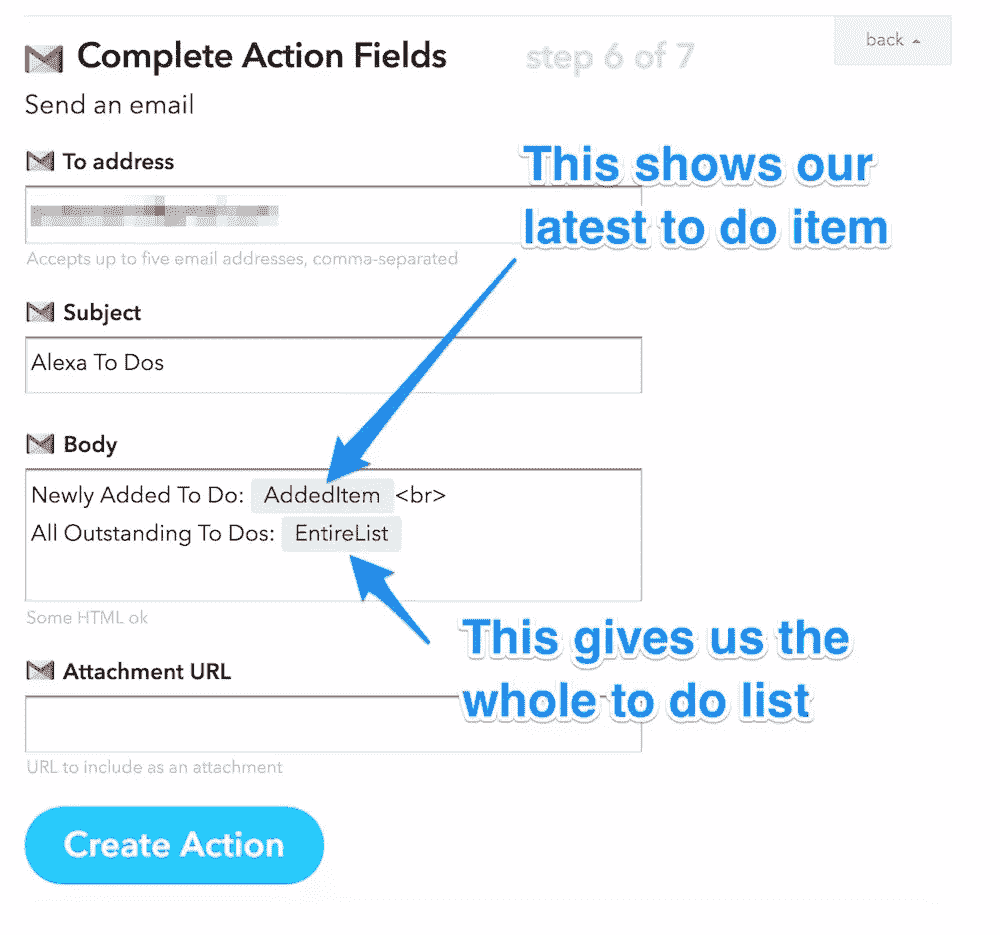 Complete Action Fields
step 6 of 7
back
Send an email
To address
This shows our
latest to do item
Accepts up to five email addresses, comma-separated
Subject
Alexa To Dos
Body
Newly Added To Do: AddedItem <br>
All Outstanding To Dos: EntireList
Some HTML ok
This gives us the
whole to do list
Attachment URL
URL to include as an attachment
Create Action